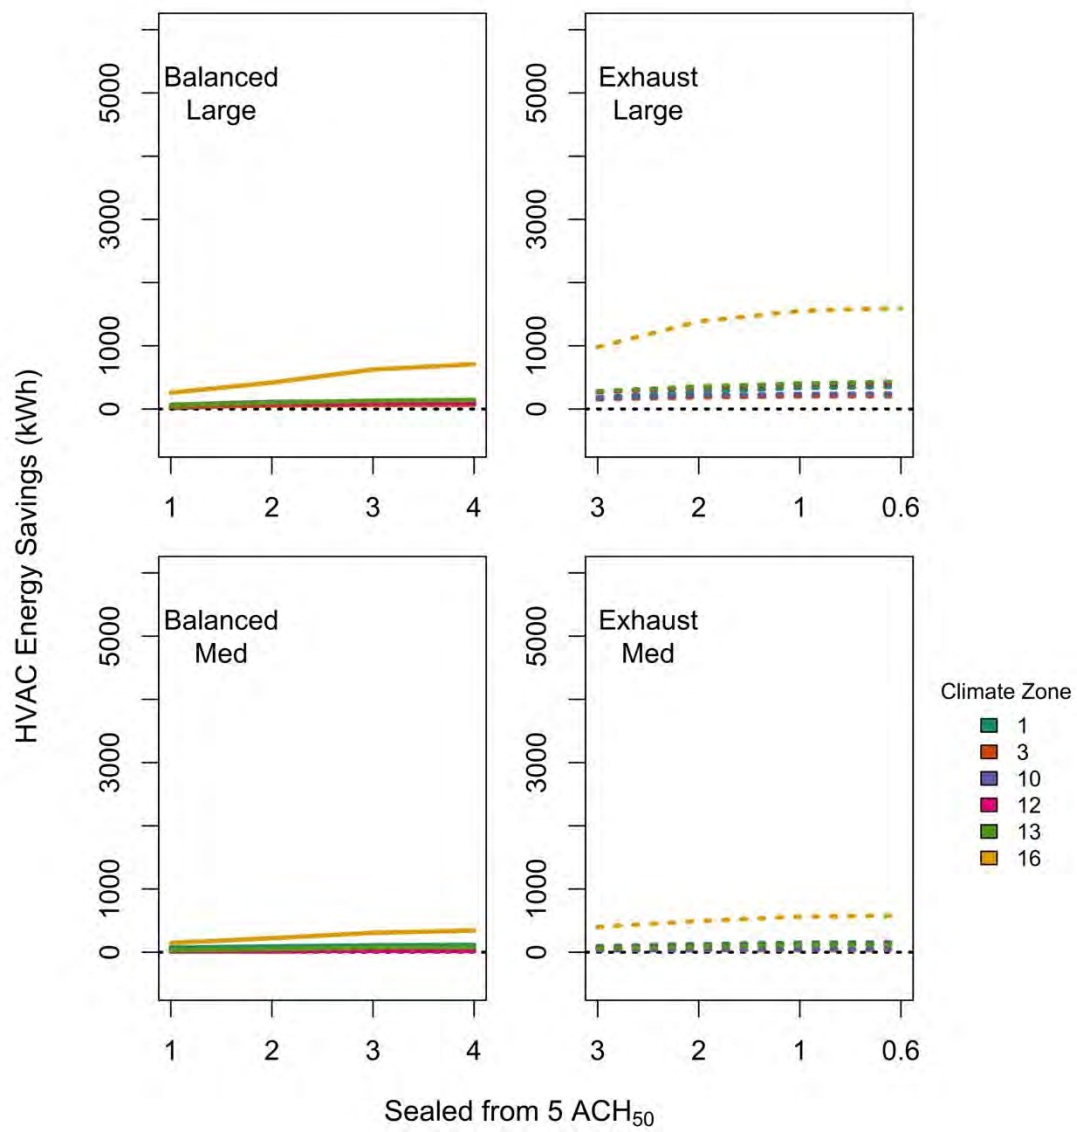 Balanced
Large
5000
3000
1000
0
1 2 3 4
Exhaust
Large
5000
3000
1000
0
3 2 1 0.6
HVAC Energy Savings (kWh)
Balanced
Med
5000
3000
1000
0
1 2 3 4
Exhaust
Med
5000
3000
1000
0
3 2 1 0.6
Climate Zone
1
3
10
12
13
16
Sealed from 5 ACH50